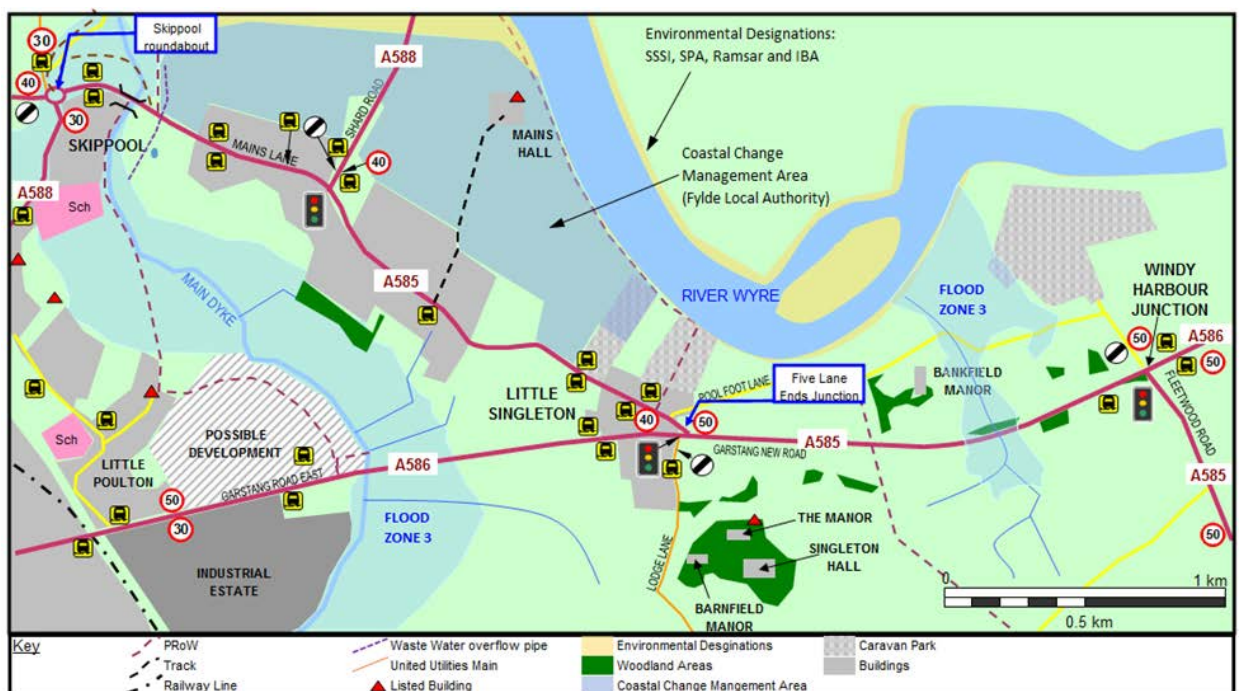 Skippool
roundabout
30
40
30
A588
A588
SKIPPOOL
MAINS LANE
SHARD ROAD
40
MAINS
HALL
Environmental Designations:
SSSI, SPA, Ramsar and IBA
Coastal Change
Management Area
(Fylde Local Authority)
Sch
MAIN DYKE
A585
RIVER WYRE
FLOOD
ZONE 3
WINDY
HARBOUR
JUNCTION
50
A586
50
BANKFIELD
MANOR
FLEETWOOD ROAD
A585
50
LITTLE
SINGLETON
POOL FOOT LANE
Five Lane
Ends Junction
40
50
A585
GARSTANG NEW ROAD
Sch
POSSIBLE
DEVELOPMENT
LITTLE
POULTON
A586
GARSTANG ROAD EAST
50
30
FLOOD
ZONE 3
INDUSTRIAL
ESTATE
LODGE LANE
THE MANOR
SINGLETON
HALL
BARNFIELD
MANOR
0
1 km
0.5 km
Key
PRoW
Track
Railway Line
Waste Water overflow pipe
United Utilities Main
Listed Building
Environmental Desginations
Woodland Areas
Coastal Change Mangement Area
Caravan Park
Buildings